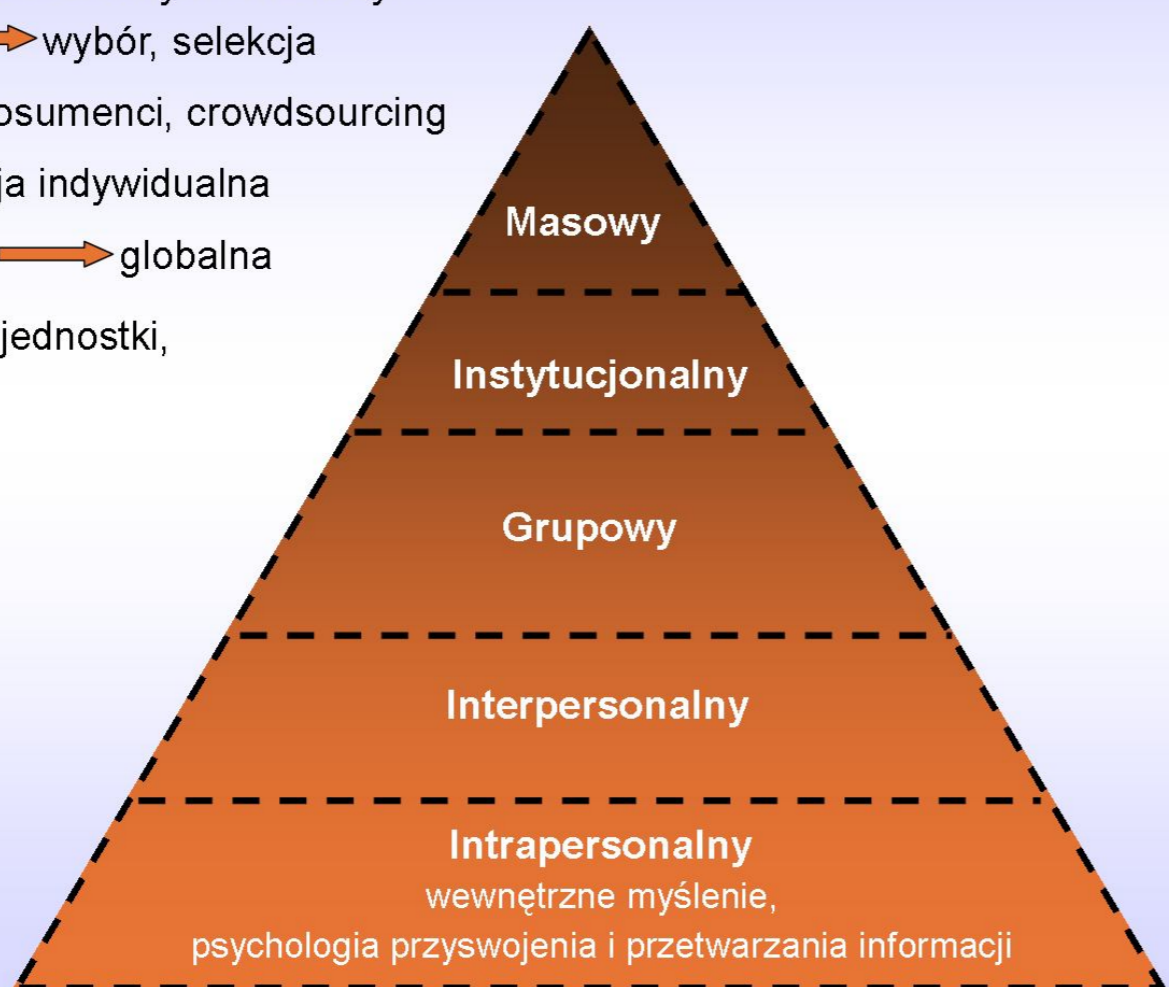 wybór, selekcja
osumenci, crowdsourcing
ja indywidualna
globalna
jednostki,
Masowy
Instytucjonalny
Grupowy
Interpersonalny
Intrapersonalny
wewnętrzne myślenie,
psychologia przyswojenia i przetwarzania informacji